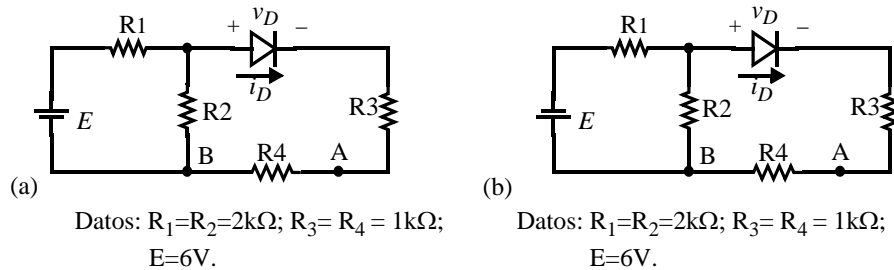 R1
+ v_D −
i_D
E
R2
R3
B
R4
A
(a)
Datos: R₁=R₂=2kΩ; R₃= R₄ = 1kΩ;
E=6V.
R1
+ v_D −
i_D
E
R2
R3
B
R4
A
(b)
Datos: R₁=R₂=2kΩ; R₃= R₄ = 1kΩ;
E=6V.